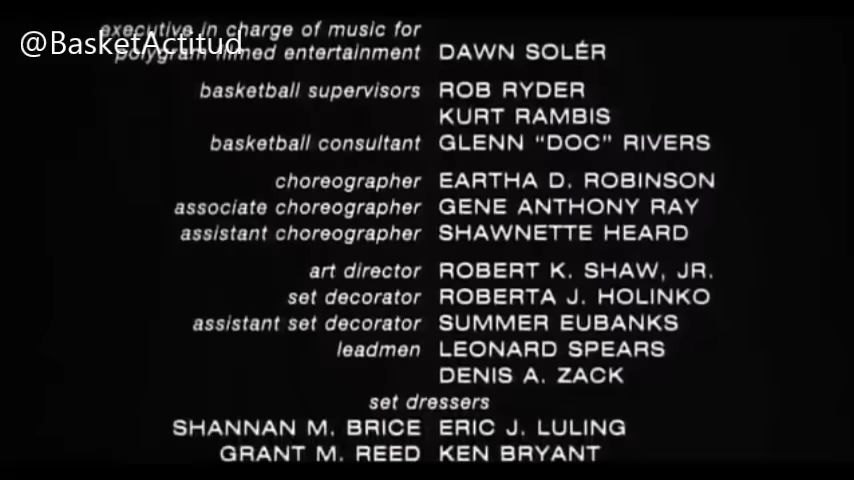 executive in charge of music for
@BasketActitud
polygram filmed entertainment DAWN SOLÉR
basketball supervisors ROB RYDER
KURT RAMBIS
basketball consultant GLENN “DOC” RIVERS
choreographer EARTHA D. ROBINSON
associate choreographer GENE ANTHONY RAY
assistant choreographer SHAWNETTE HEARD
art director ROBERT K. SHAW, JR.
set decorator ROBERTA J. HOLINKO
assistant set decorator SUMMER EUBANKS
leadmen LEONARD SPEARS
DENIS A. ZACK
set dressers
SHANNAN M. BRICE ERIC J. LULING
GRANT M. REED KEN BRYANT